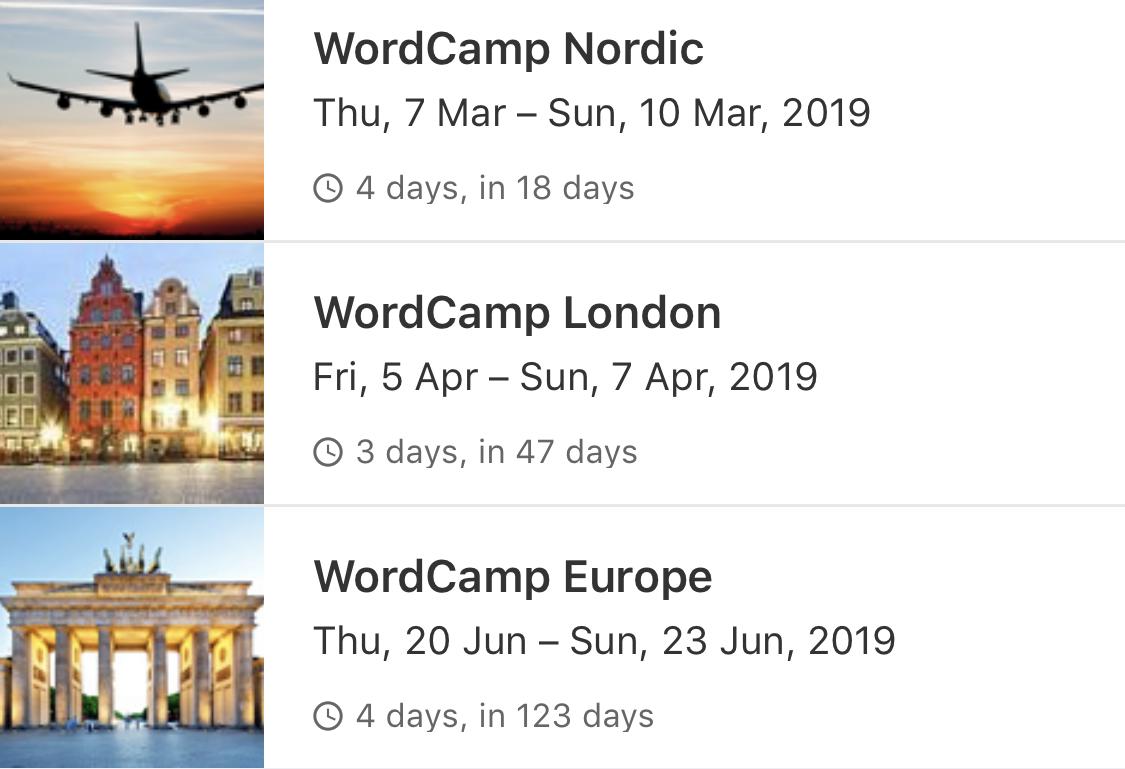 WordCamp Nordic
Thu, 7 Mar – Sun, 10 Mar, 2019
4 days, in 18 days
WordCamp London
Fri, 5 Apr – Sun, 7 Apr, 2019
3 days, in 47 days
WordCamp Europe
Thu, 20 Jun – Sun, 23 Jun, 2019
4 days, in 123 days